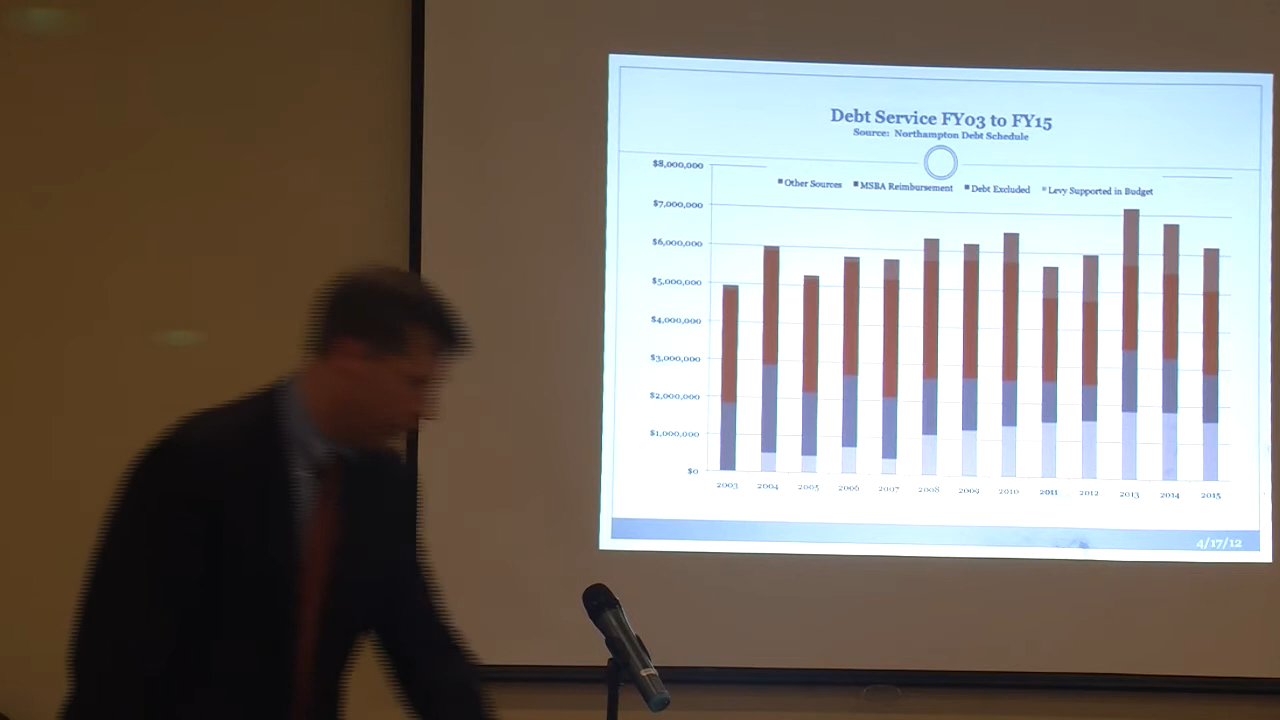 Debt Service FY03 to FY15
Source: Northampton Debt Schedule
$8,000,000
Other Sources MSBA Reimbursement Debt Excluded Levy Supported in Budget
$7,000,000
$6,000,000
$5,000,000
$4,000,000
$3,000,000
$2,000,000
$1,000,000
$0
2003 2004 2005 2006 2007 2008 2009 2010 2011 2012 2013 2014 2015
4/17/12